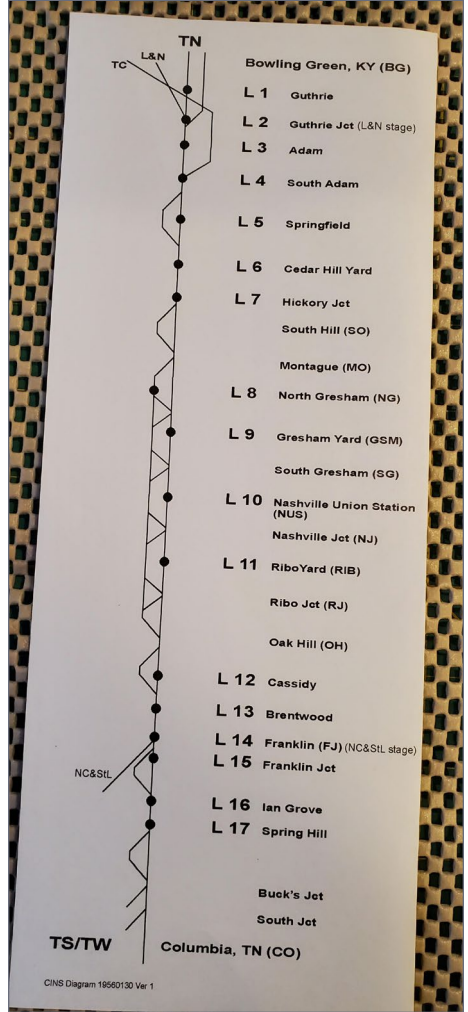 TN
L&N
TC
Bowling Green, KY (BG)
L 1 Guthrie
L 2 Guthrie Jct (L&N stage)
L 3 Adam
L 4 South Adam
L 5 Springfield
L 6 Cedar Hill Yard
L 7 Hickory Jct
South Hill (SO)
Montague (MO)
L 8 North Gresham (NG)
L 9 Gresham Yard (GSM)
South Gresham (SG)
L 10 Nashville Union Station
(NUS)
Nashville Jct (NJ)
L 11 RiboYard (RIB)
Ribo Jct (RJ)
Oak Hill (OH)
L 12 Cassidy
L 13 Brentwood
L 14 Franklin (FJ) (NC&StL stage)
L 15 Franklin Jct
NC&StL
L 16 Ian Grove
L 17 Spring Hill
Buck's Jct
South Jct
TS/TW Columbia, TN (CO)
CINS Diagram 19560130 Ver 1